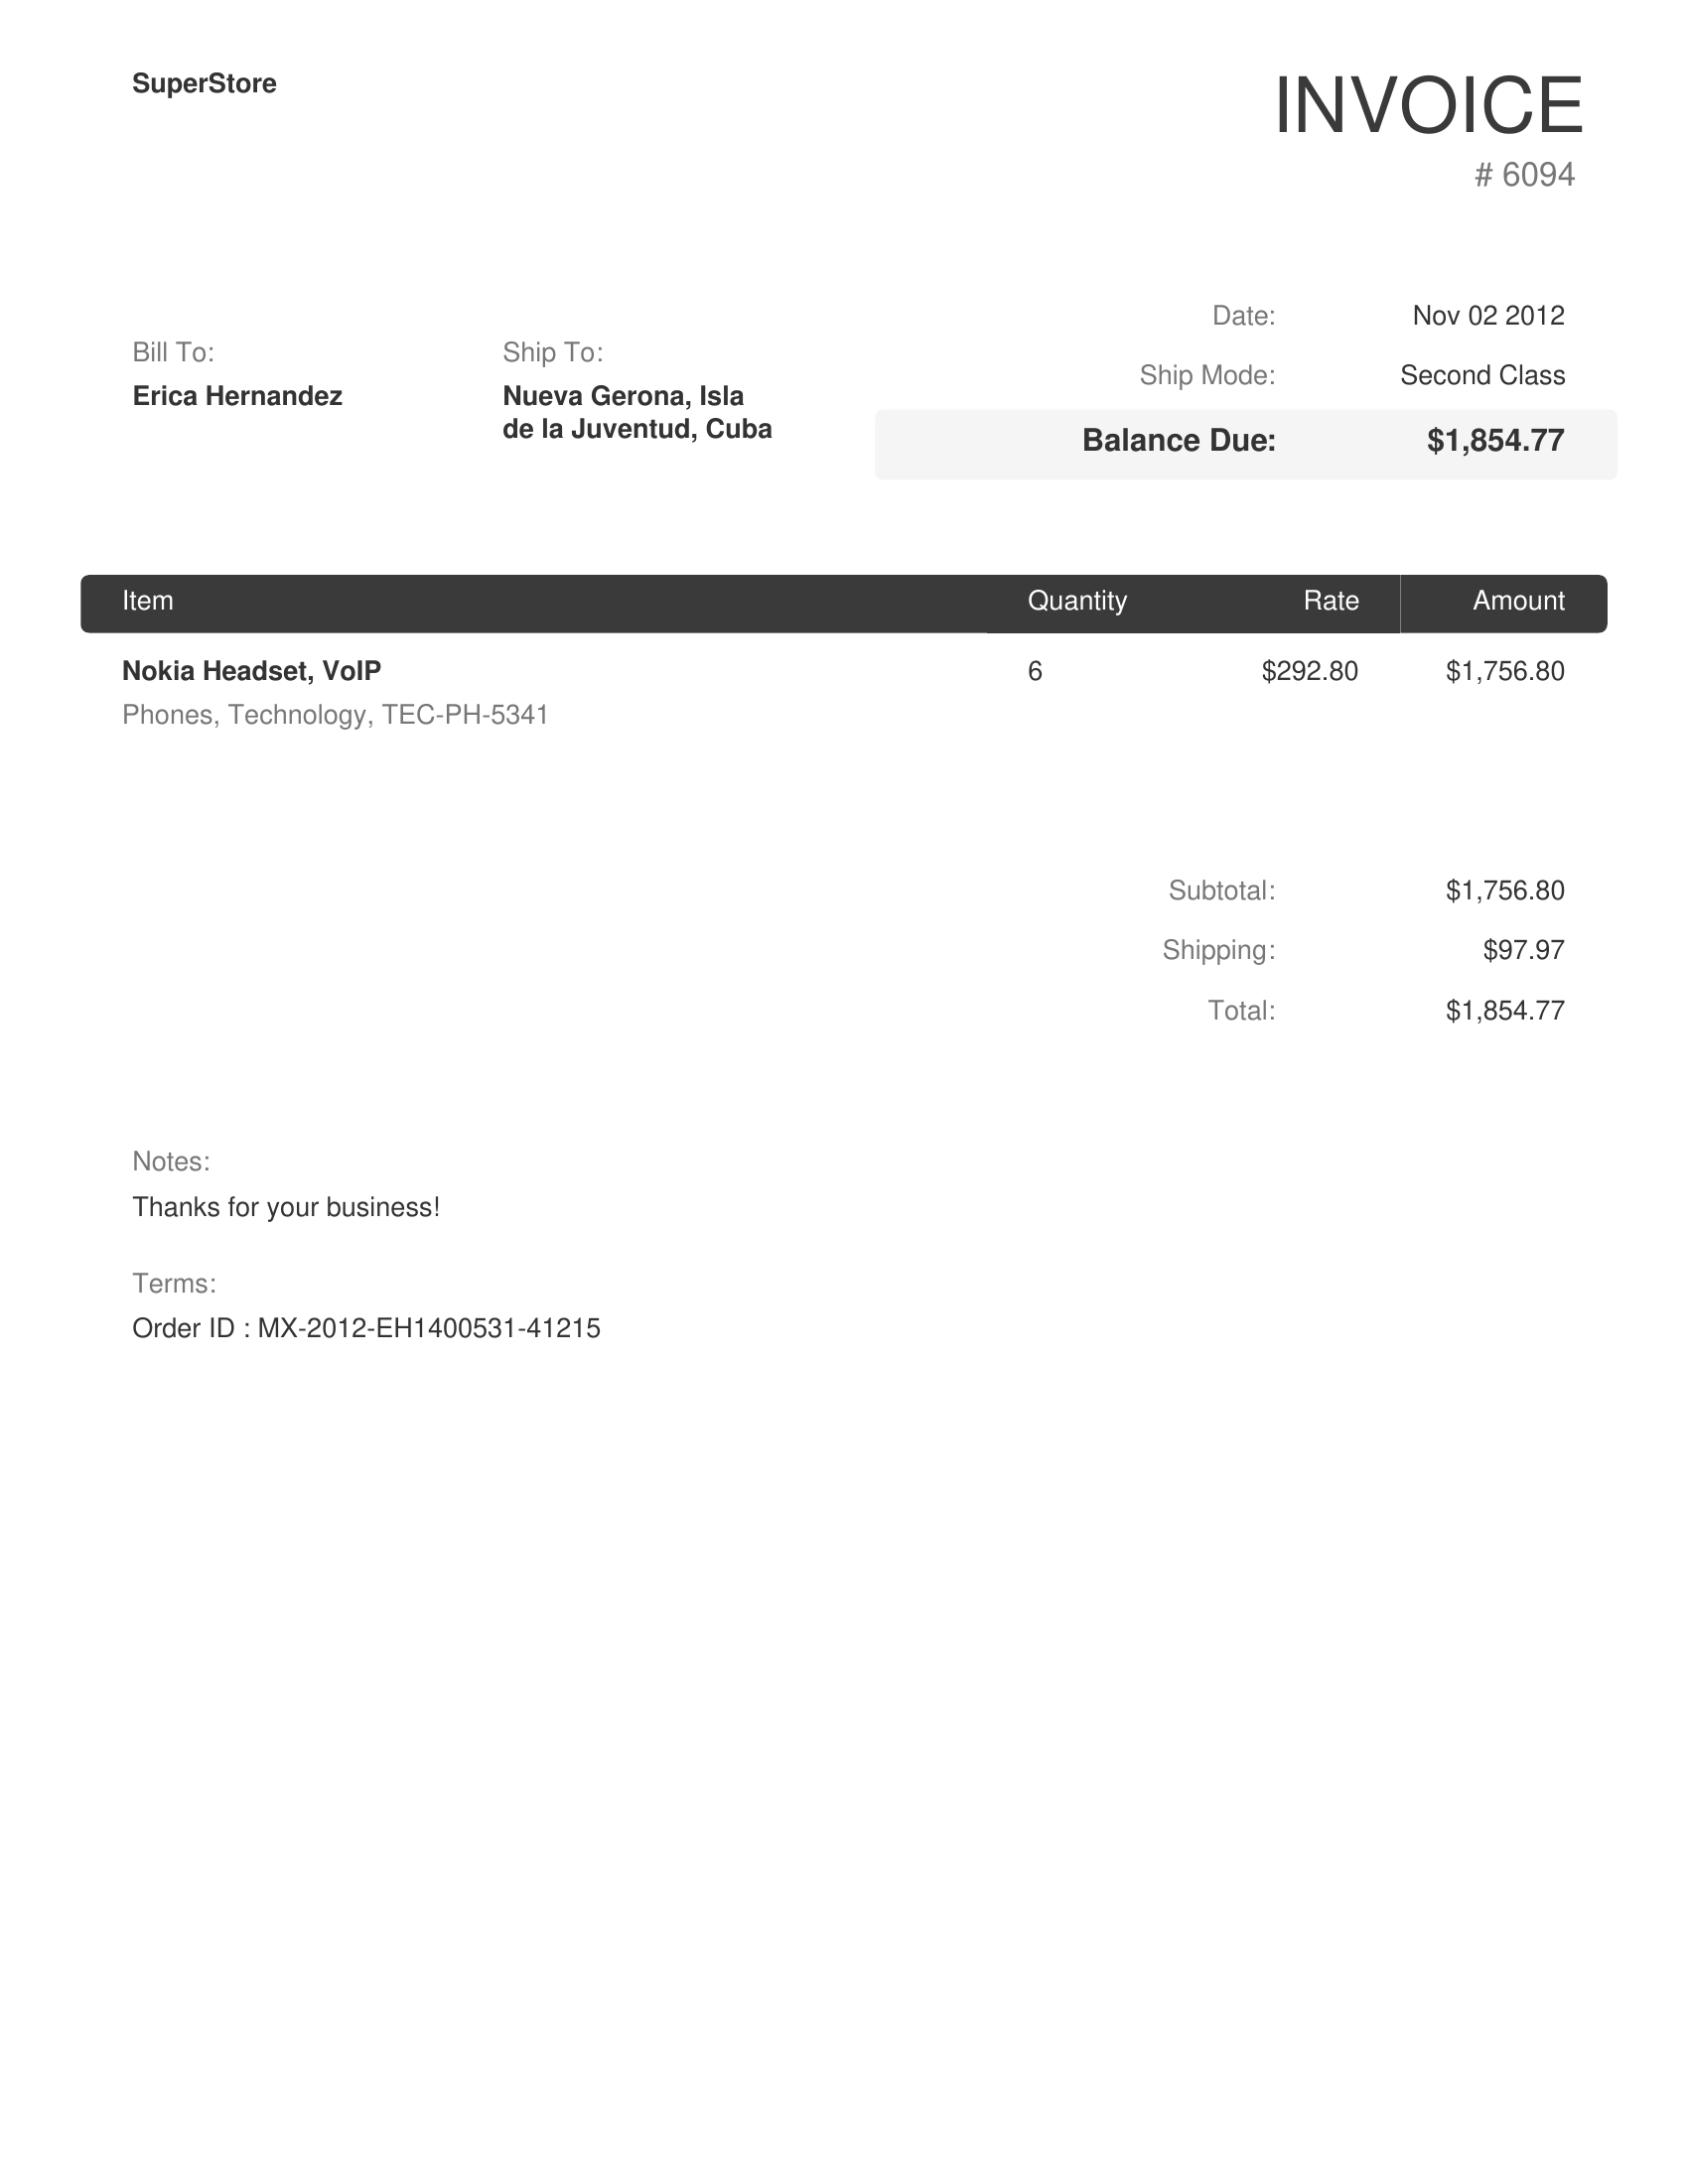 SuperStore
INVOICE
# 6094
Date: Nov 02 2012
Ship Mode: Second Class
Balance Due: $1,854.77
Bill To:
Erica Hernandez
Ship To:
Nueva Gerona, Isla
de la Juventud, Cuba
Item Quantity Rate Amount
Nokia Headset, VoIP 6 $292.80 $1,756.80
Phones, Technology, TEC-PH-5341
Subtotal: $1,756.80
Shipping: $97.97
Total: $1,854.77
Notes:
Thanks for your business!
Terms:
Order ID : MX-2012-EH1400531-41215